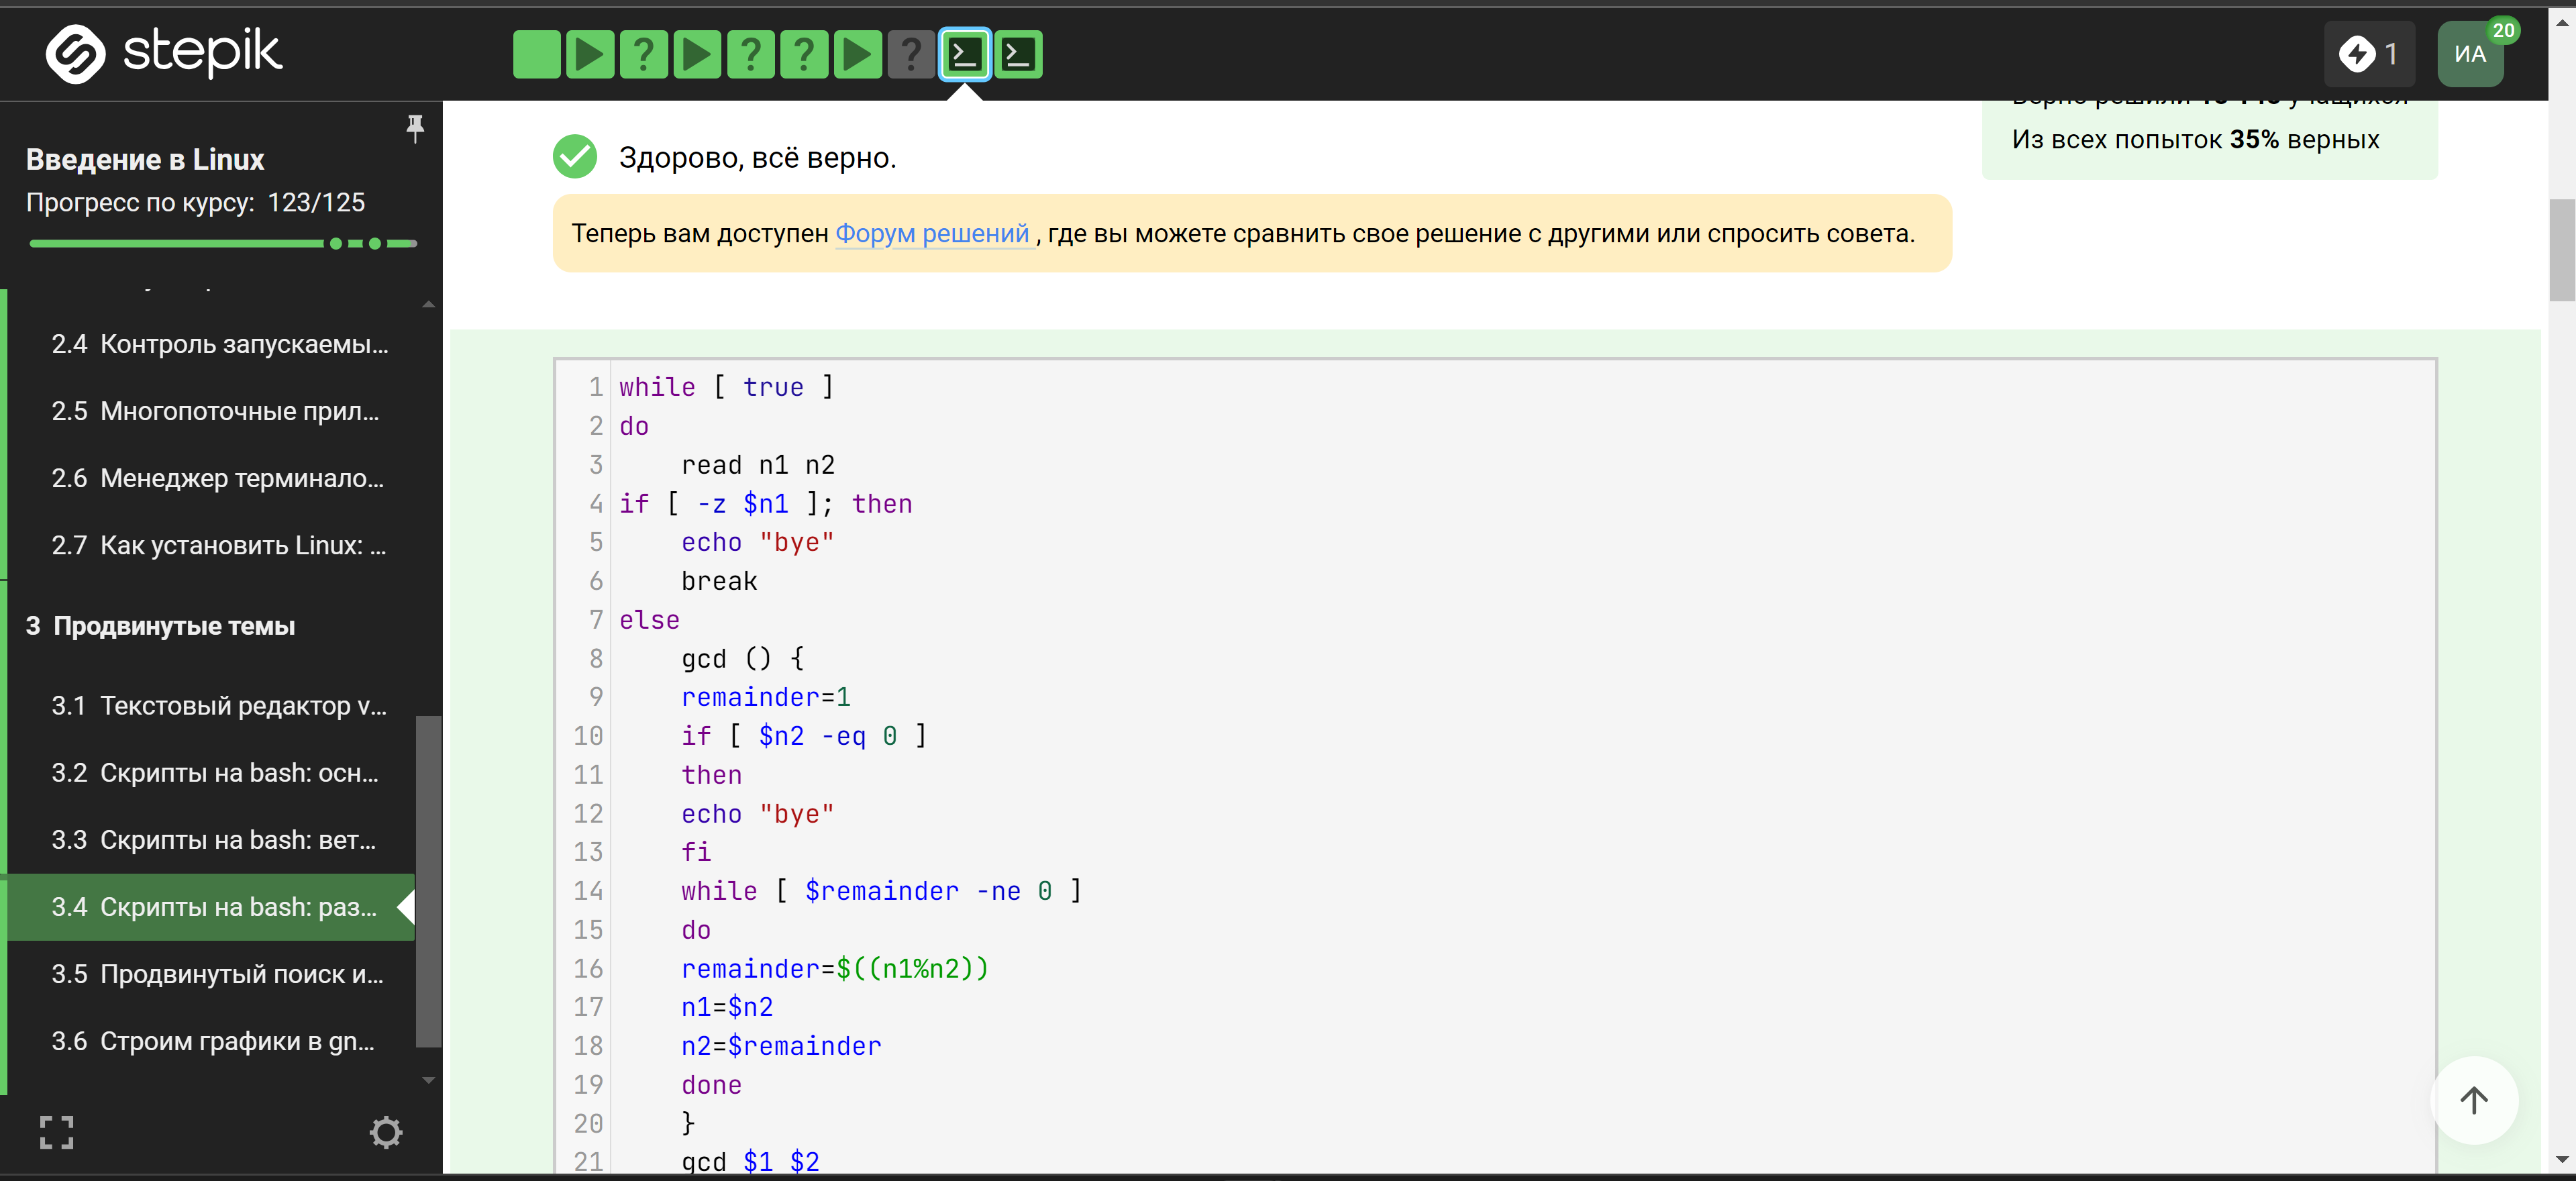 stepik
? ? ? ?
1
ИА
20
Введение в Linux
Прогресс по курсу: 123/125
2.4 Контроль запускаемы...
2.5 Многопоточные прил...
2.6 Менеджер терминало...
2.7 Как установить Linux: ...
3 Продвинутые темы
3.1 Текстовый редактор v...
3.2 Скрипты на bash: осн...
3.3 Скрипты на bash: вет...
3.4 Скрипты на bash: раз...
3.5 Продвинутый поиск и...
3.6 Строим графики в gn...
Здорово, всё верно.
Из всех попыток 35% верных
Теперь вам доступен Форум решений , где вы можете сравнить свое решение с другими или спросить совета.
1 while [ true ]
2 do
3     read n1 n2
4 if [ -z $n1 ]; then
5     echo "bye"
6     break
7 else
8     gcd () {
9     remainder=1
10     if [ $n2 -eq 0 ]
11     then
12     echo "bye"
13     fi
14     while [ $remainder -ne 0 ]
15     do
16     remainder=$((n1%n2))
17     n1=$n2
18     n2=$remainder
19     done
20     }
21     gcd $1 $2